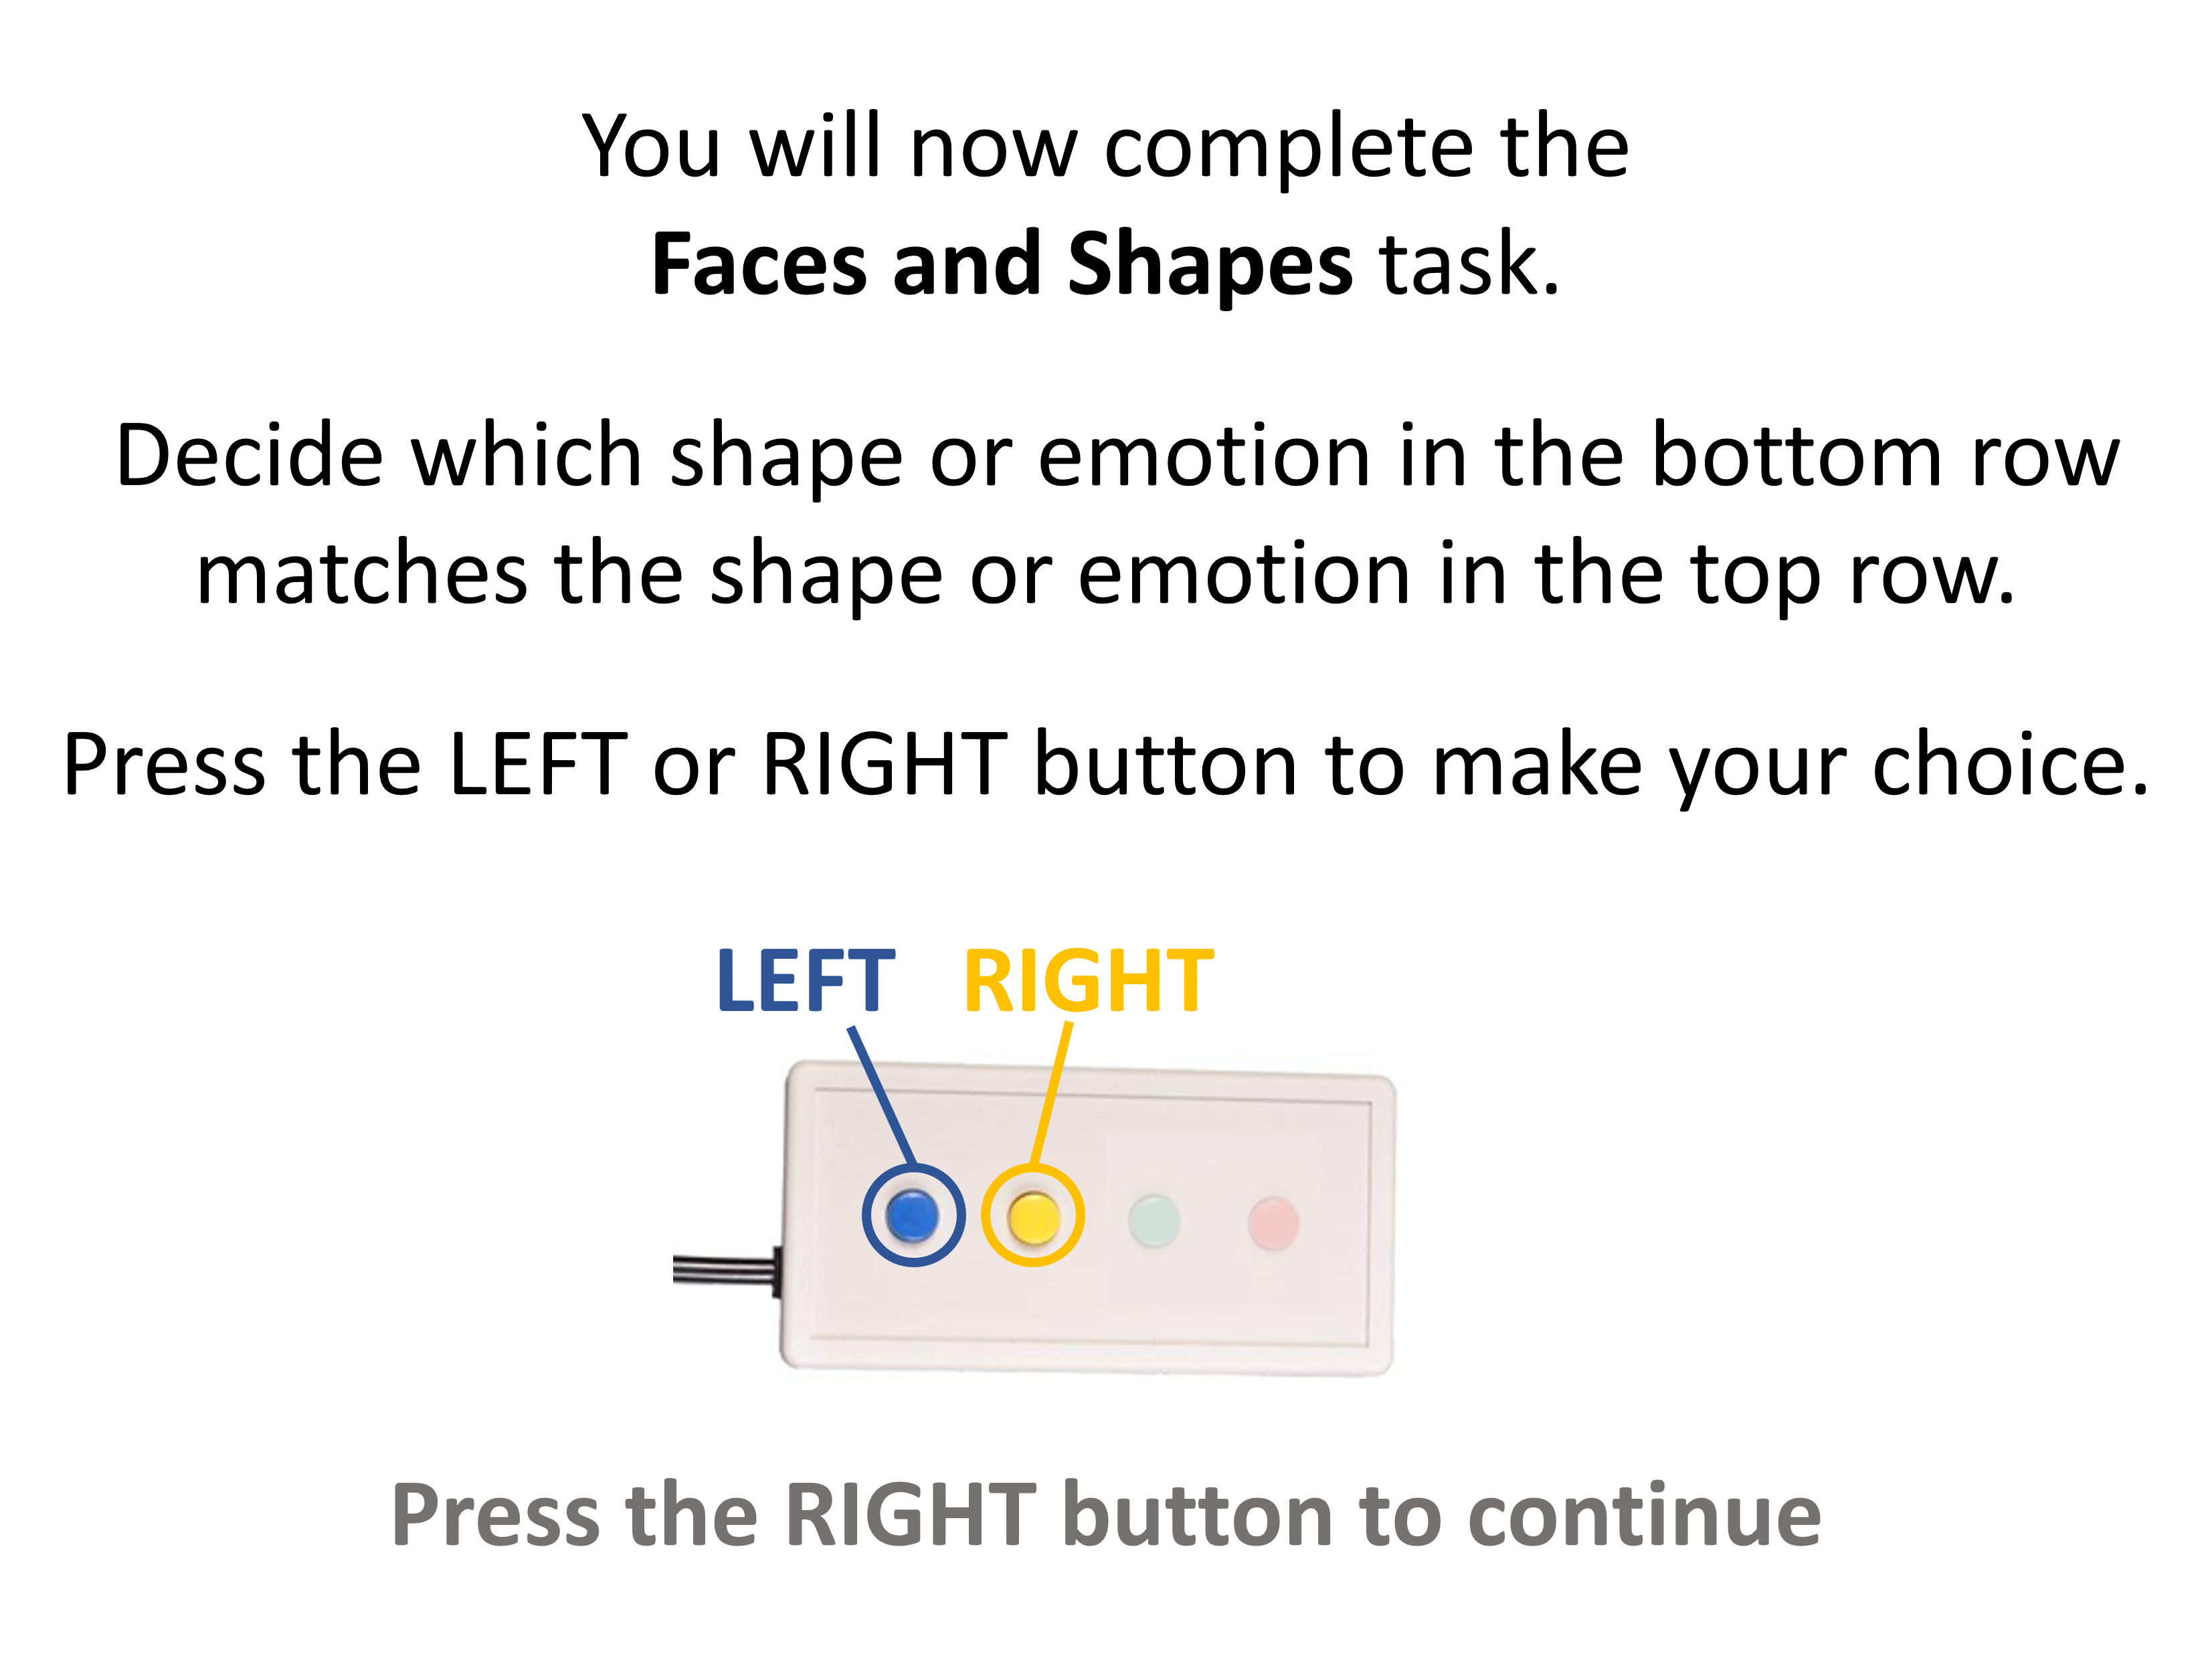 You will now complete the
Faces and Shapes task.
Decide which shape or emotion in the bottom row
matches the shape or emotion in the top row.
Press the LEFT or RIGHT button to make your choice.
LEFT RIGHT
Press the RIGHT button to continue